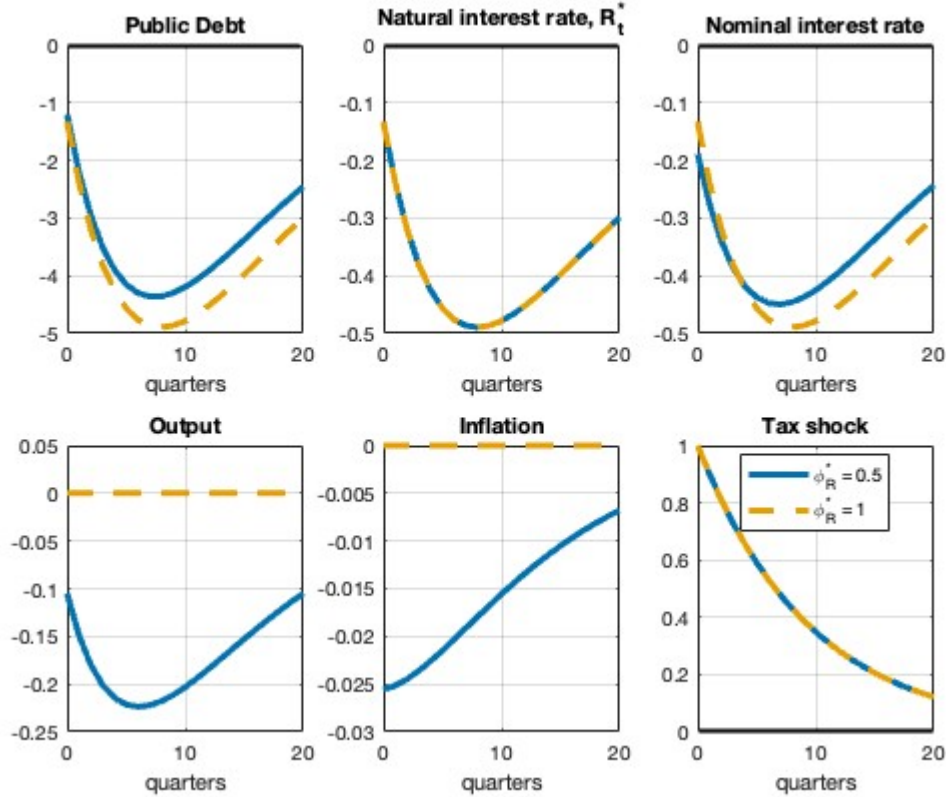 Public Debt
Natural interest rate, R*t
Nominal interest rate
0
-1
-2
-3
-4
-5
0 10 20
quarters
0
-0.1
-0.2
-0.3
-0.4
-0.5
0 10 20
quarters
0
-0.1
-0.2
-0.3
-0.4
-0.5
0 10 20
quarters
Output
Inflation
Tax shock
0.05
0
-0.05
-0.1
-0.15
-0.2
-0.25
0 10 20
quarters
0
-0.005
-0.01
-0.015
-0.02
-0.025
-0.03
0 10 20
quarters
1
0.8
0.6
0.4
0.2
0
0 10 20
quarters
ϕ*R = 0.5
ϕ*R = 1